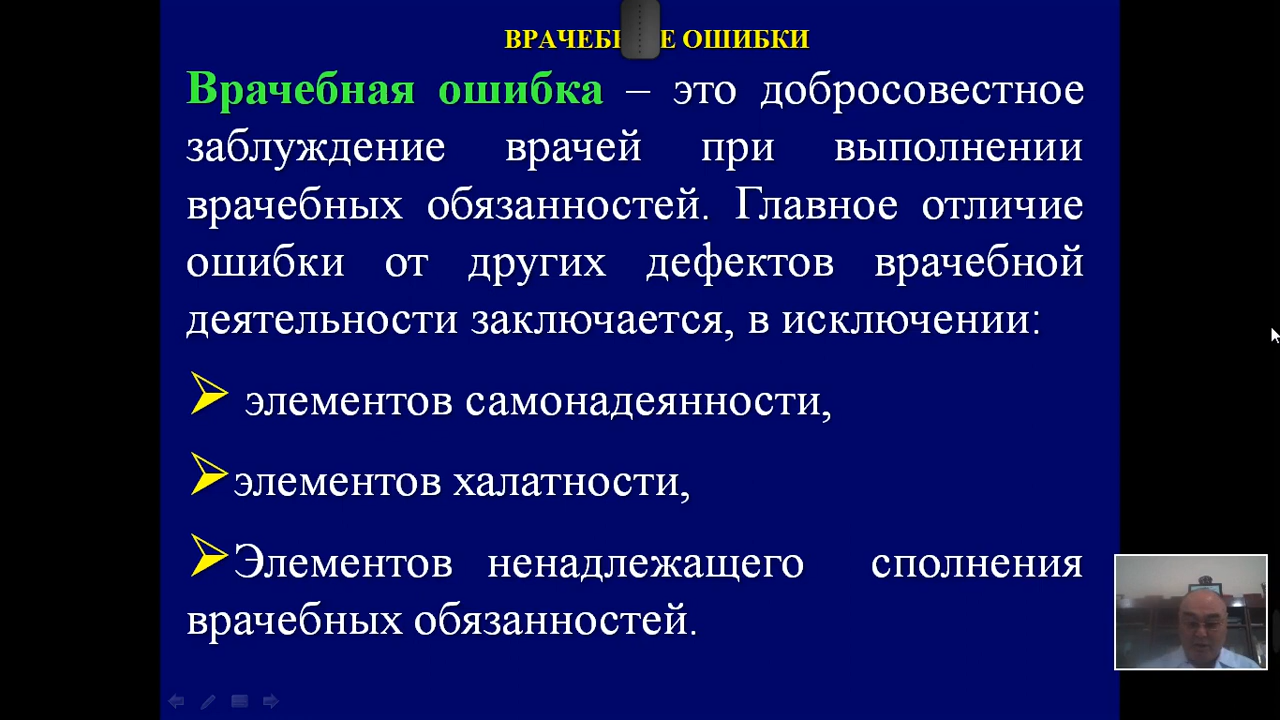 ОШИБКИ
Врачебная ошибка – это добросовестное
заблуждение врачей при выполнении
врачебных обязанностей. Главное отличие
ошибки от других дефектов врачебной
деятельности заключается, в исключении:
элементов самонадеянности,
элементов халатности,
Элементов ненадлежащего сполнения
врачебных обязанностей.